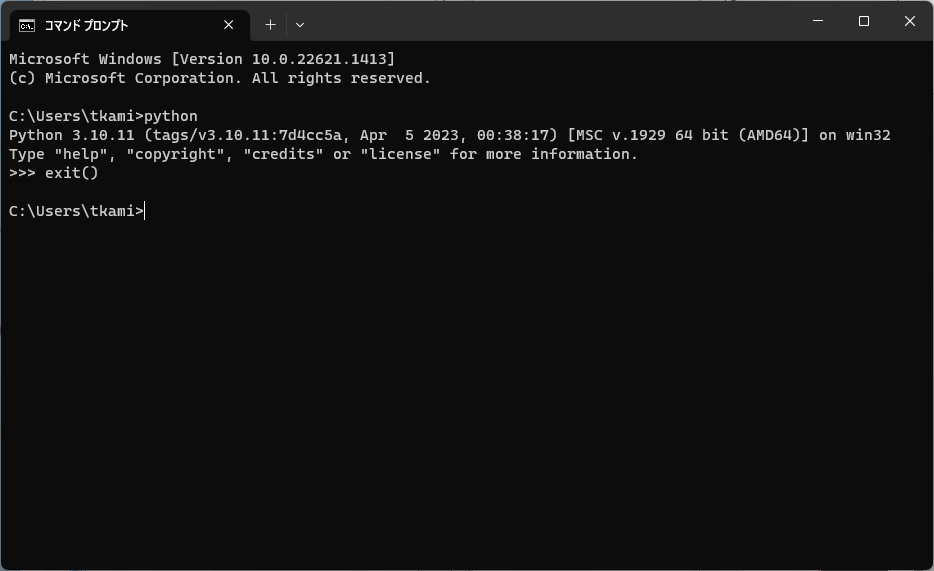 コマンド プロンプト
Microsoft Windows [Version 10.0.22621.1413]
(c) Microsoft Corporation. All rights reserved.
C:\Users\tkami>python
Python 3.10.11 (tags/v3.10.11:7d4cc5a, Apr  5 2023, 00:38:17) [MSC v.1929 64 bit (AMD64)] on win32
Type "help", "copyright", "credits" or "license" for more information.
>>> exit()
C:\Users\tkami>